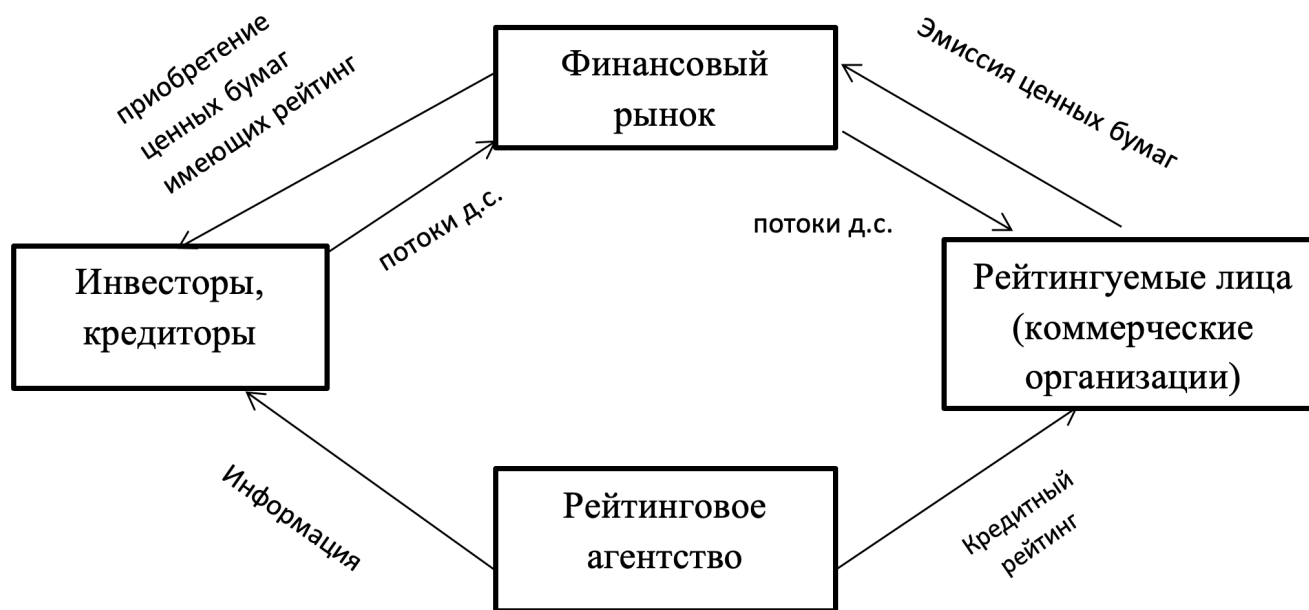 приобретение
ценных бумаг
имеющих рейтинг
Финансовый
рынок
Эмиссия ценных бумаг
потоки д.с.
потоки д.с.
Инвесторы,
кредиторы
Рейтингуемые лица
(коммерческие
организации)
Информация
Рейтинговое
агентство
Кредитный
рейтинг